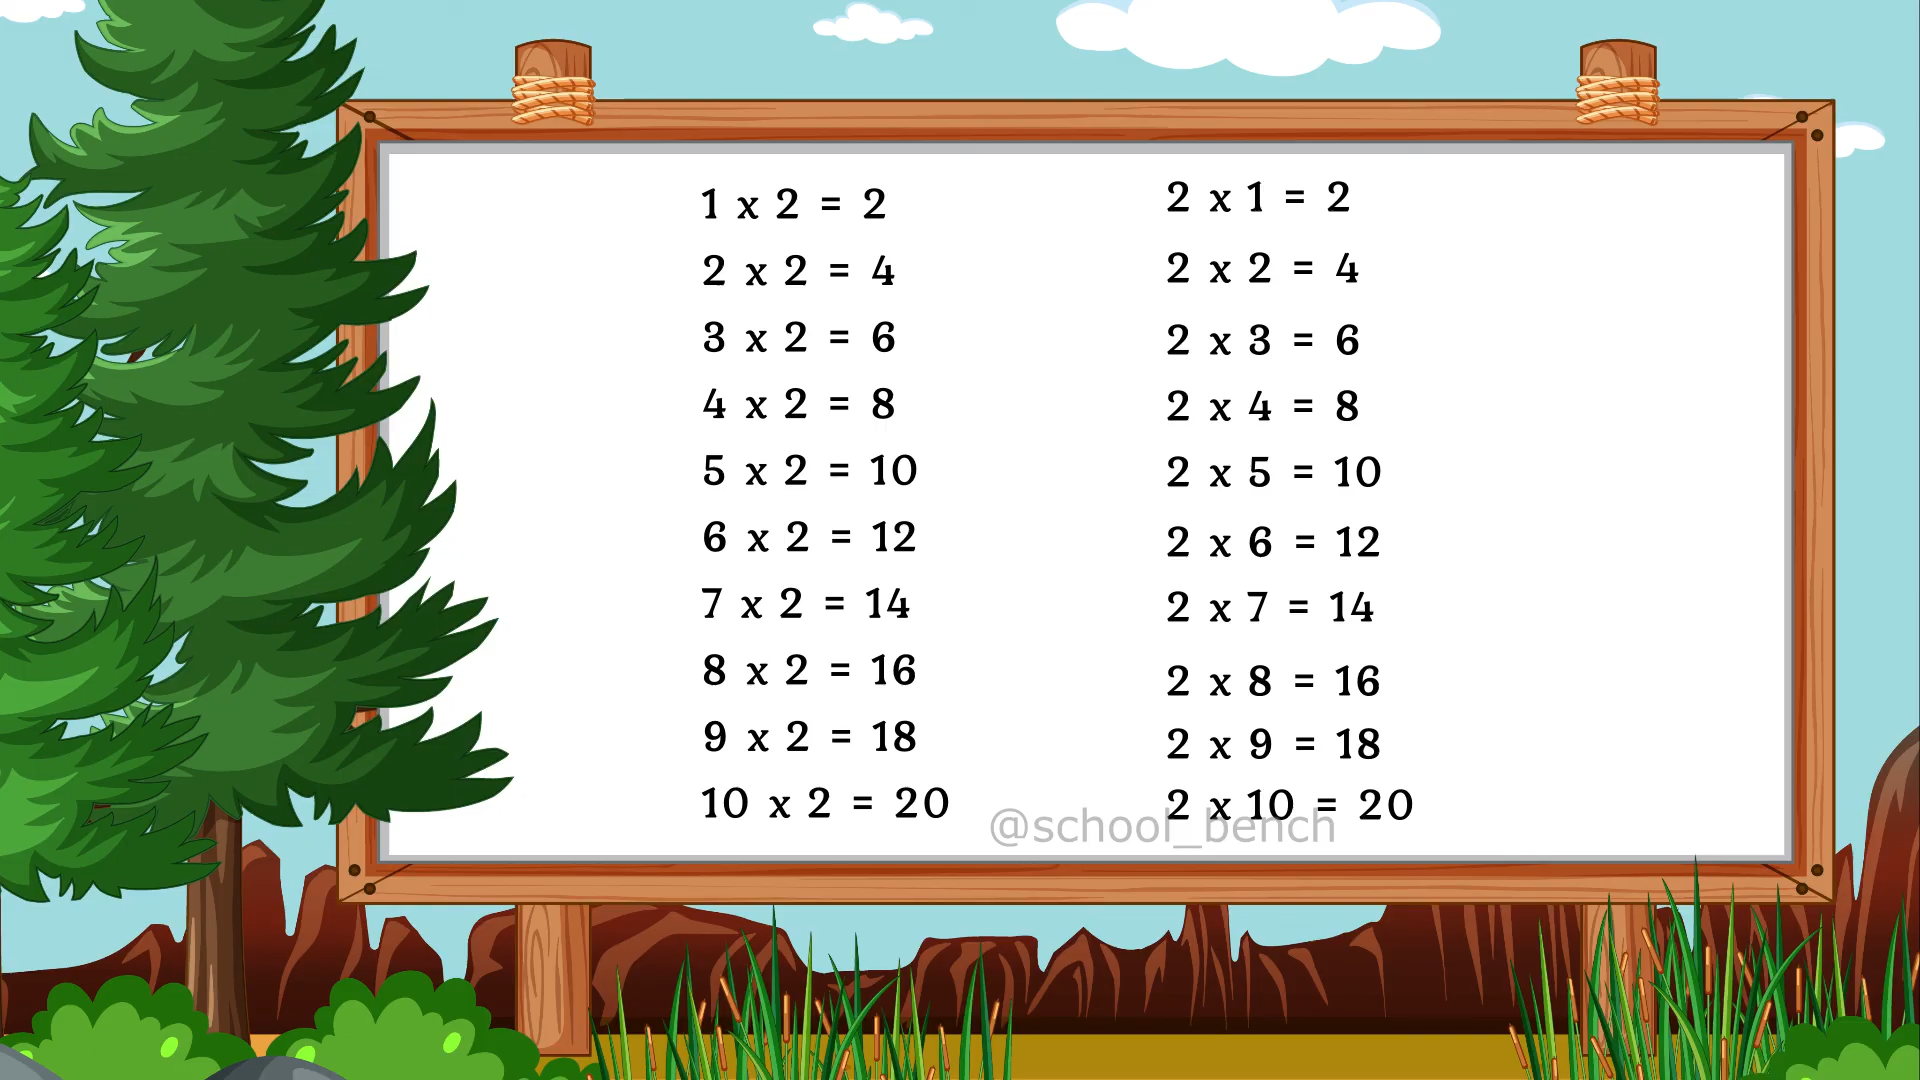 1 x 2 = 2
2 x 2 = 4
3 x 2 = 6
4 x 2 = 8
5 x 2 = 10
6 x 2 = 12
7 x 2 = 14
8 x 2 = 16
9 x 2 = 18
10 x 2 = 20
2 x 1 = 2
2 x 2 = 4
2 x 3 = 6
2 x 4 = 8
2 x 5 = 10
2 x 6 = 12
2 x 7 = 14
2 x 8 = 16
2 x 9 = 18
2 x 10 = 20
@school_bench